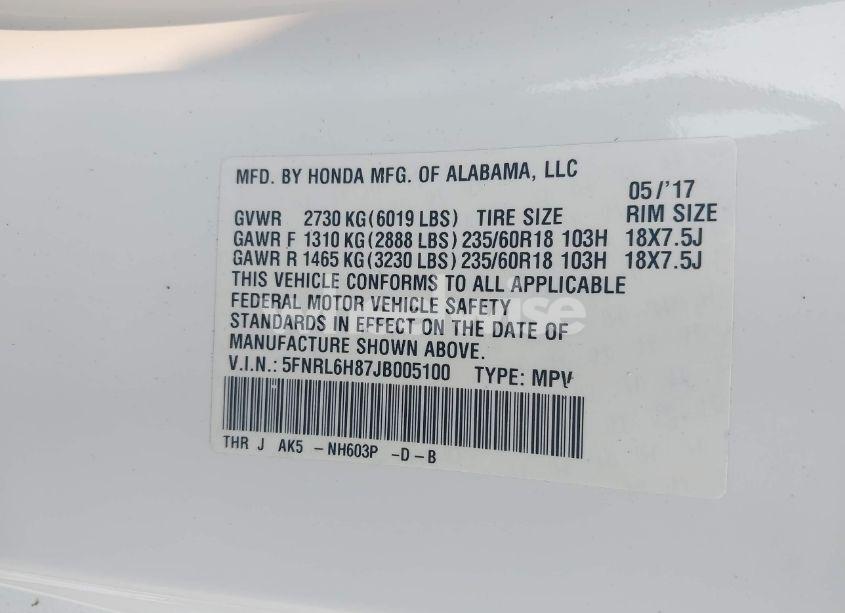 MFD. BY HONDA MFG. OF ALABAMA, LLC
05/'17
GVWR 2730 KG(6019 LBS) TIRE SIZE RIM SIZE
GAWR F 1310 KG(2888 LBS) 235/60R18 103H 18X7.5J
GAWR R 1465 KG(3230 LBS) 235/60R18 103H 18X7.5J
THIS VEHICLE CONFORMS TO ALL APPLICABLE
FEDERAL MOTOR VEHICLE SAFETY
STANDARDS IN EFFECT ON THE DATE OF
MANUFACTURE SHOWN ABOVE.
V.I.N.: 5FNRL6H87JB005100 TYPE: MPV
THR J AK5 -NH603P -D-B